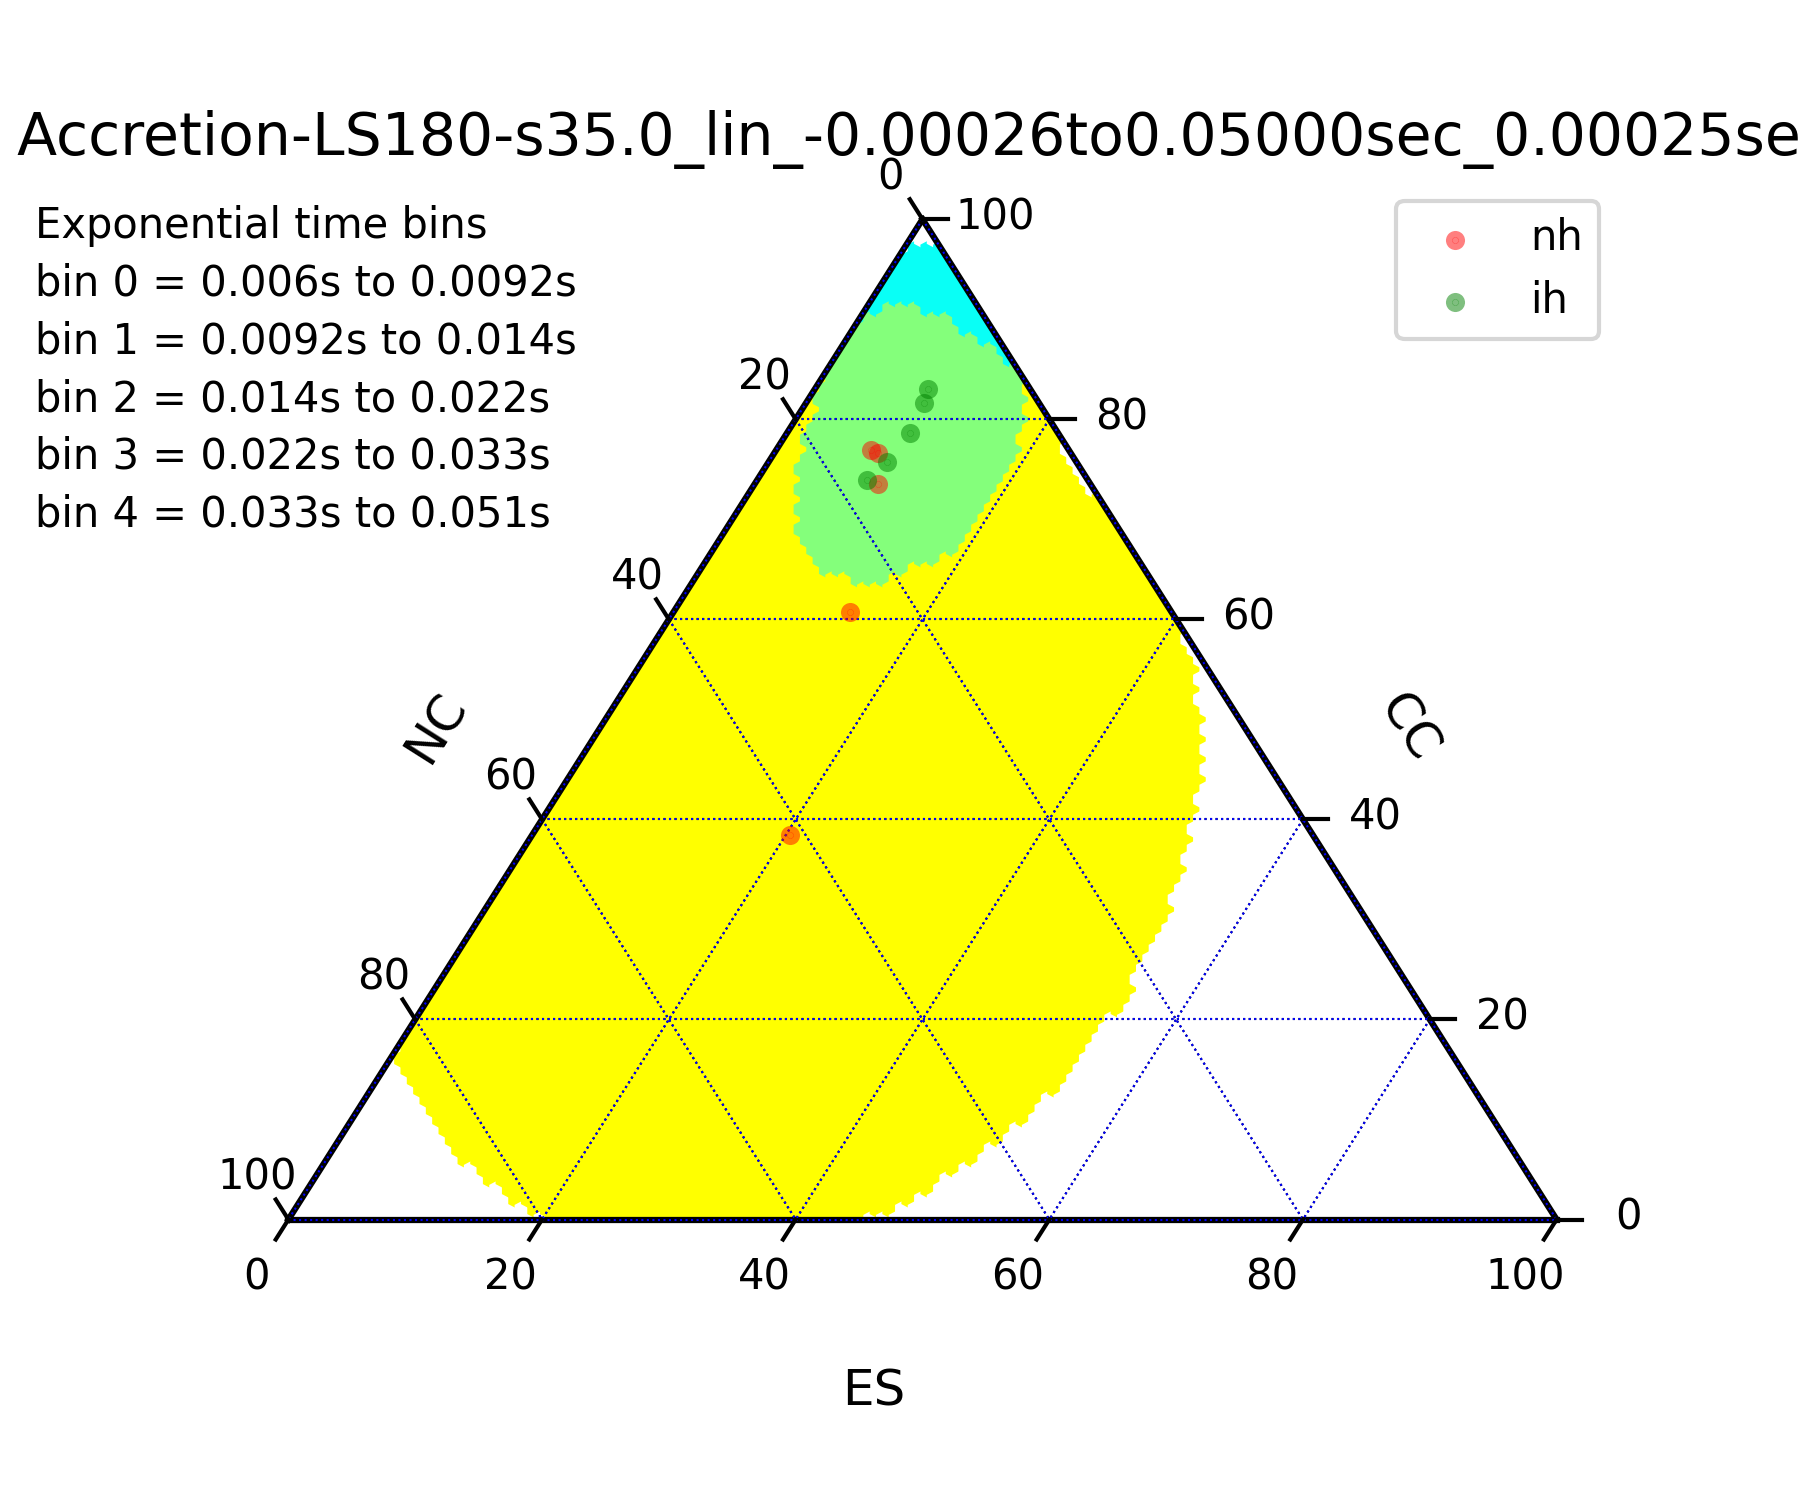 Accretion-LS180-s35.0_lin_-0.00026to0.05000sec_0.00025se
Exponential time bins
bin 0 = 0.006s to 0.0092s
bin 1 = 0.0092s to 0.014s
bin 2 = 0.014s to 0.022s
bin 3 = 0.022s to 0.033s
bin 4 = 0.033s to 0.051s
nh
ih
0
100
20
80
40
60
NC
CC
60
40
80
20
100
0
0
20
40
60
80
100
ES